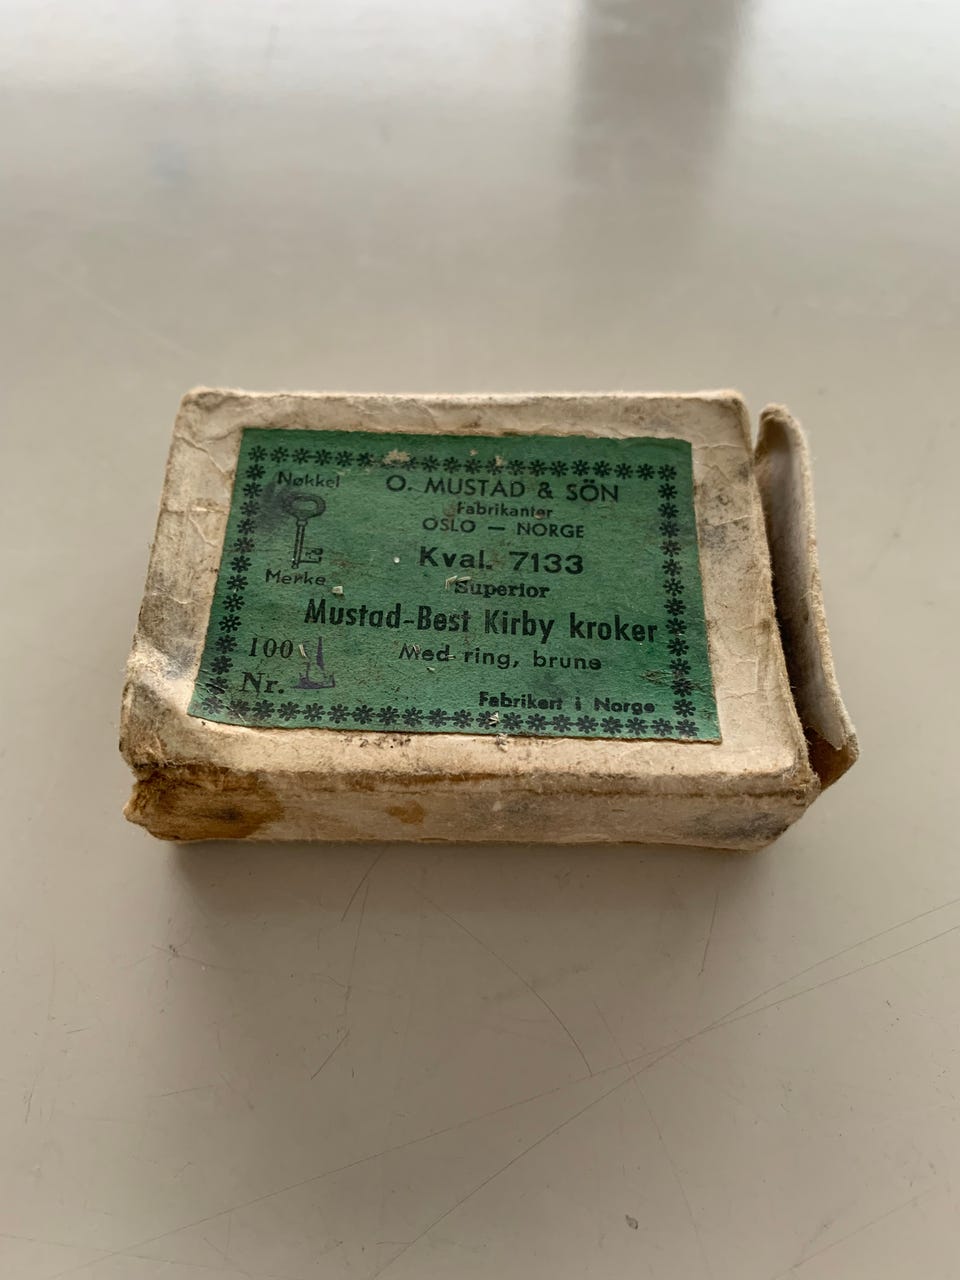 Nøkkel
Merke
O. MUSTAD & SÖN
Fabrikanter
OSLO — NORGE
Kval. 7133
Superior
Mustad-Best Kirby kroker
Med ring, brune
100
Nr.
Fabrikert i Norge